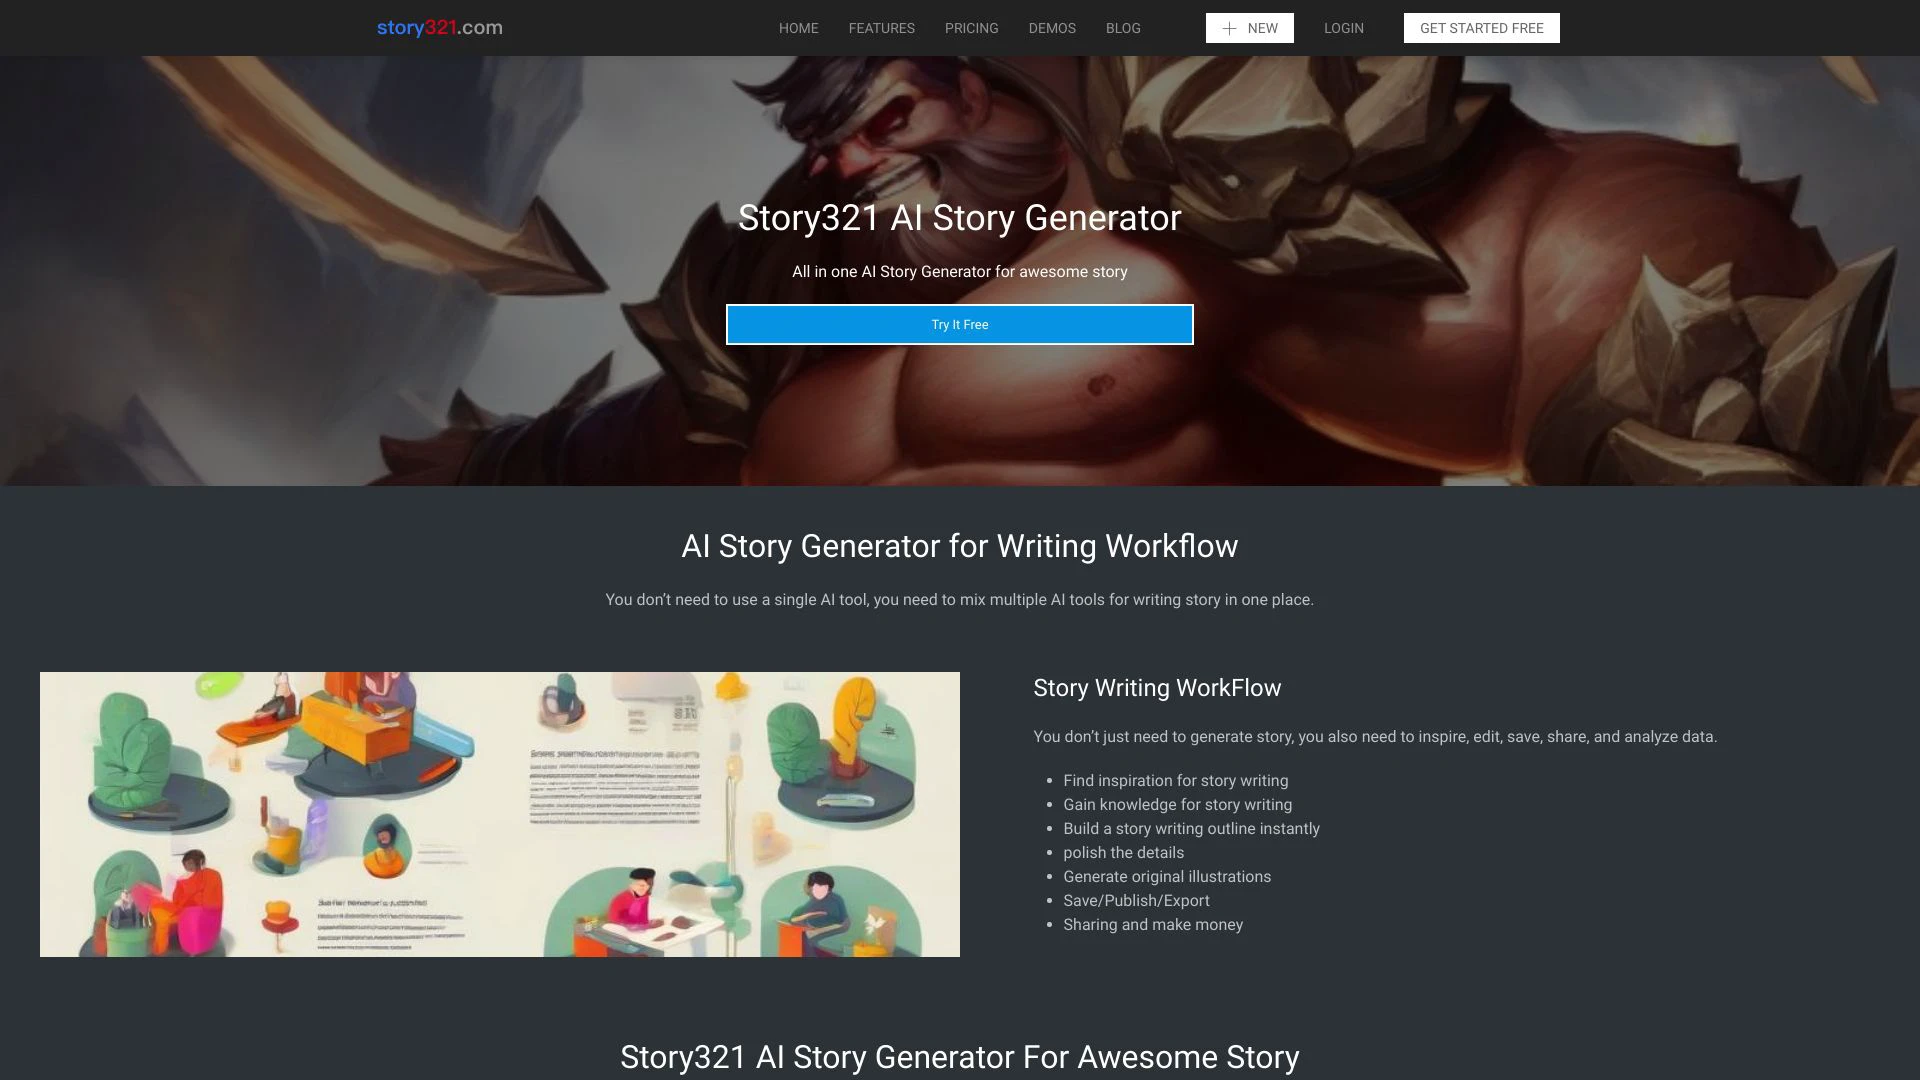 story321.com
HOME FEATURES PRICING DEMOS BLOG NEW LOGIN GET STARTED FREE
Story321 AI Story Generator
All in one AI Story Generator for awesome story
Try It Free
AI Story Generator for Writing Workflow
You don’t need to use a single AI tool, you need to mix multiple AI tools for writing story in one place.
Story Writing WorkFlow
You don’t just need to generate story, you also need to inspire, edit, save, share, and analyze data.
Find inspiration for story writing
Gain knowledge for story writing
Build a story writing outline instantly
polish the details
Generate original illustrations
Save/Publish/Export
Sharing and make money
Story321 AI Story Generator For Awesome Story